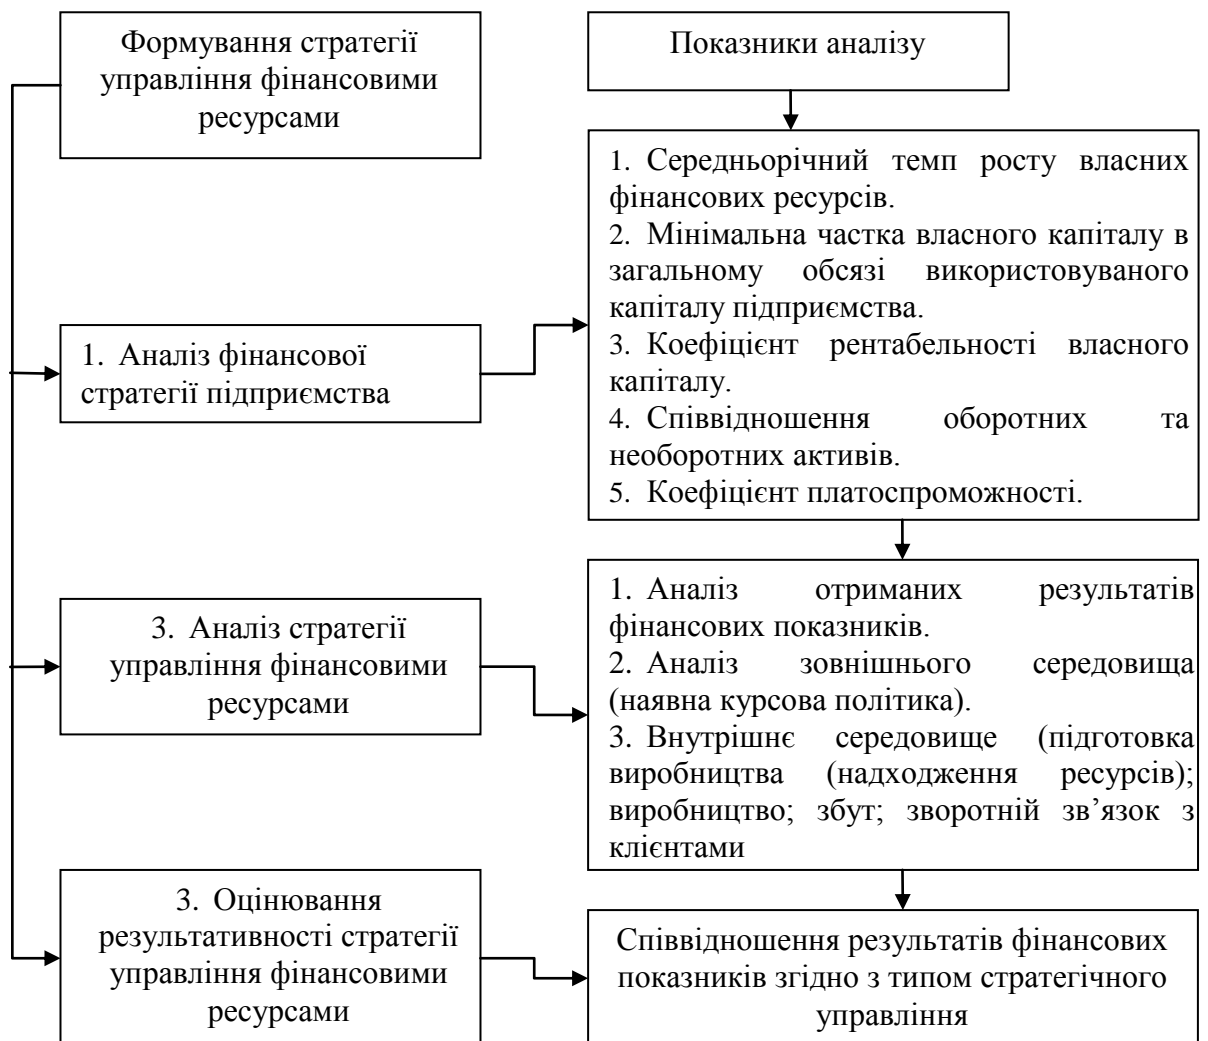 Формування стратегії
управління фінансовими
ресурсами
Показники аналізу
1. Середньорічний темп росту власних
фінансових ресурсів.
2. Мінімальна частка власного капіталу в
загальному обсязі використовуваного
капіталу підприємства.
3. Коефіцієнт рентабельності власного
капіталу.
4. Співвідношення оборотних та
необоротних активів.
5. Коефіцієнт платоспроможності.
1. Аналіз фінансової
стратегії підприємства
1. Аналіз отриманих результатів
фінансових показників.
2. Аналіз зовнішнього середовища
(наявна курсова політика).
3. Внутрішнє середовище (підготовка
виробництва (надходження ресурсів);
виробництво; збут; зворотній зв’язок з
клієнтами
3. Аналіз стратегії
управління фінансовими
ресурсами
3. Оцінювання
результативності стратегії
управління фінансовими
ресурсами
Співвідношення результатів фінансових
показників згідно з типом стратегічного
управління